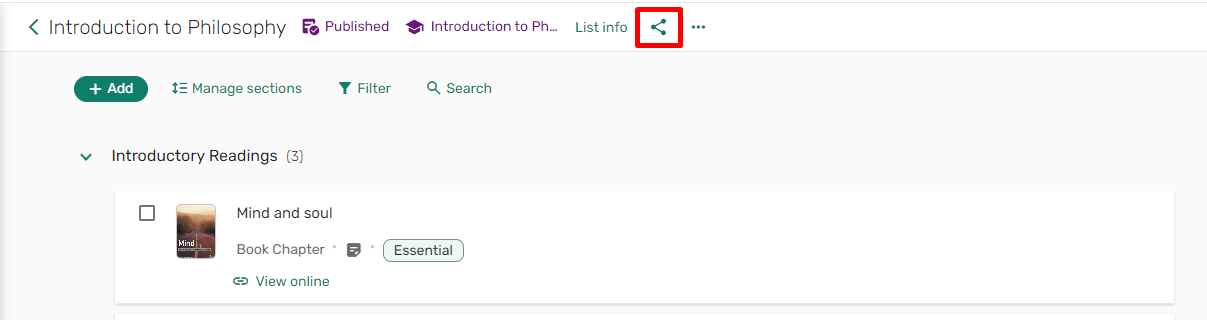 Introduction to Philosophy Published Introduction to Ph... List info
Add Manage sections Filter Search
Introductory Readings (3)
Mind and soul
Mind
Book Chapter Essential
View online